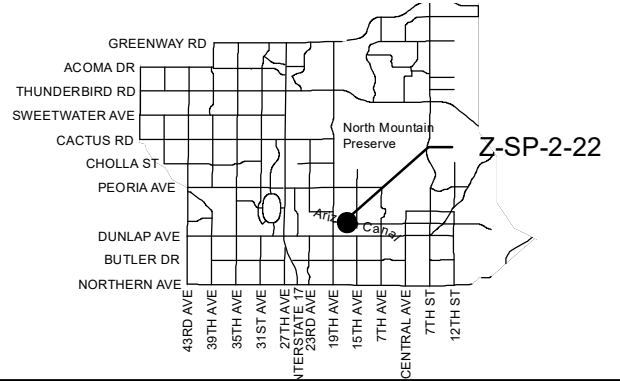 GREENWAY RD
ACOMA DR
THUNDERBIRD RD
SWEETWATER AVE
CACTUS RD
CHOLLA ST
PEORIA AVE
DUNLAP AVE
BUTLER DR
NORTHERN AVE
North Mountain
Preserve
Z-SP-2-22
Ariz
Canal
43RD AVE
39TH AVE
35TH AVE
31ST AVE
27TH AVE
NTERSTATE 17
23RD AVE
19TH AVE
15TH AVE
7TH AVE
CENTRAL AVE
7TH ST
12TH ST